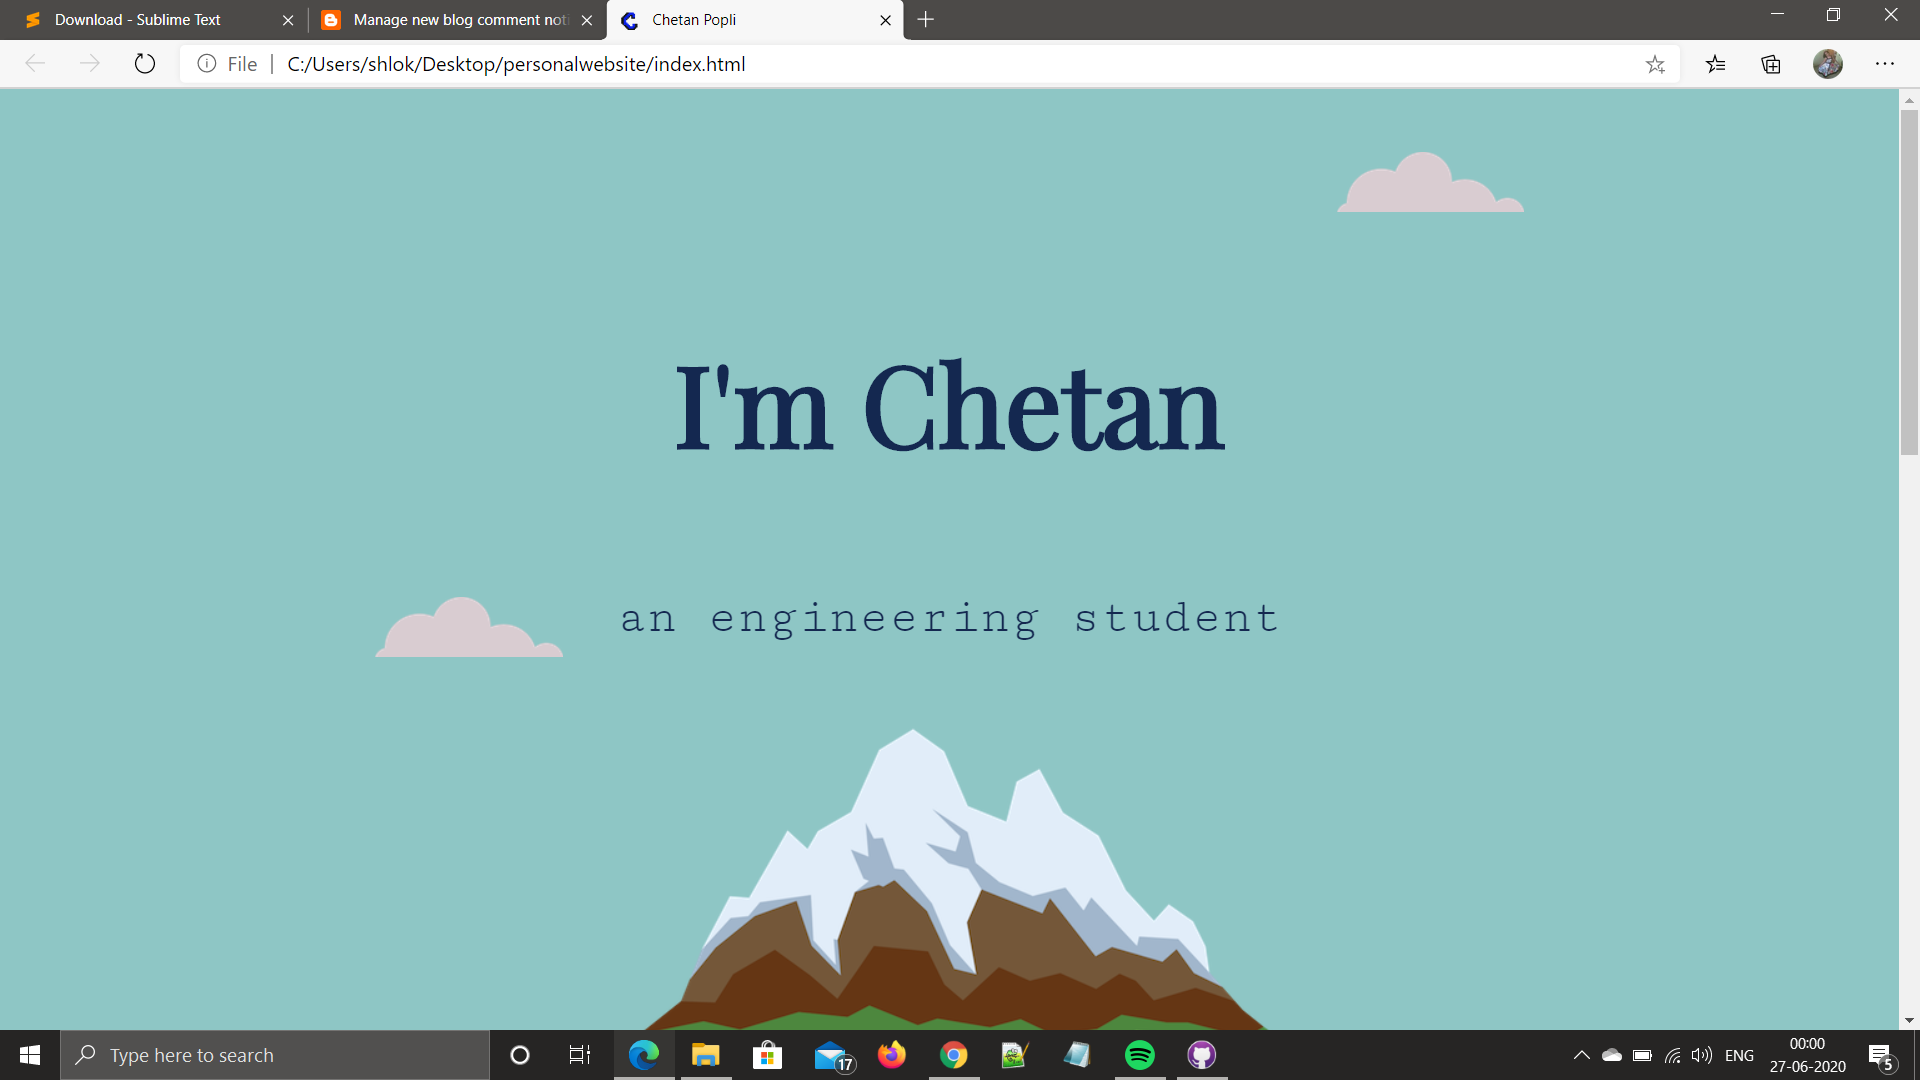 Download - Sublime Text
Manage new blog comment noti
Chetan Popli
File
C:/Users/shlok/Desktop/personalwebsite/index.html
I'm Chetan
an engineering student
Type here to search
17
ENG
00:00
27-06-2020
5